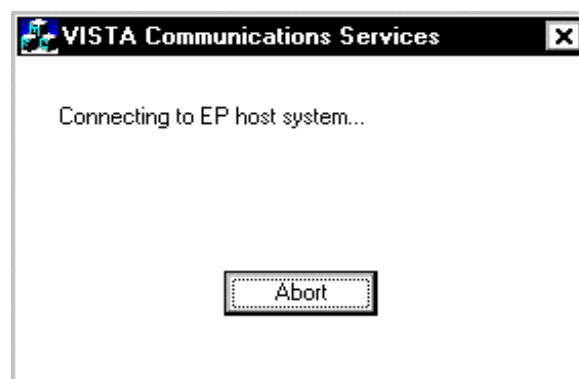 VISTA Communications Services
Connecting to EP host system...
Abort